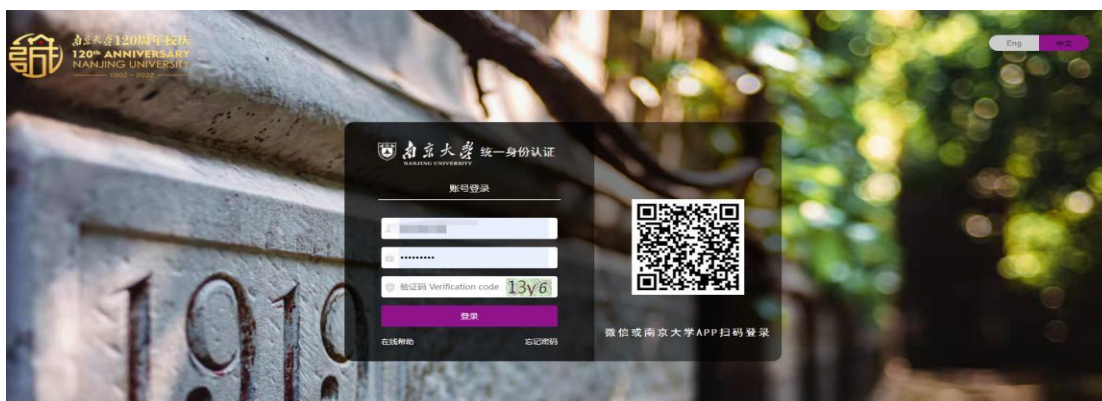 南京大学120周年校庆
120th ANNIVERSARY
NANJING UNIVERSITY
1902 - 2022
Eng 中文
南京大学 统一身份认证
NANJING UNIVERSITY
账号登录
•••••••••
验证码 Verification code 13y6
登录
在线帮助 忘记密码
微信或南京大学APP扫码登录
1919